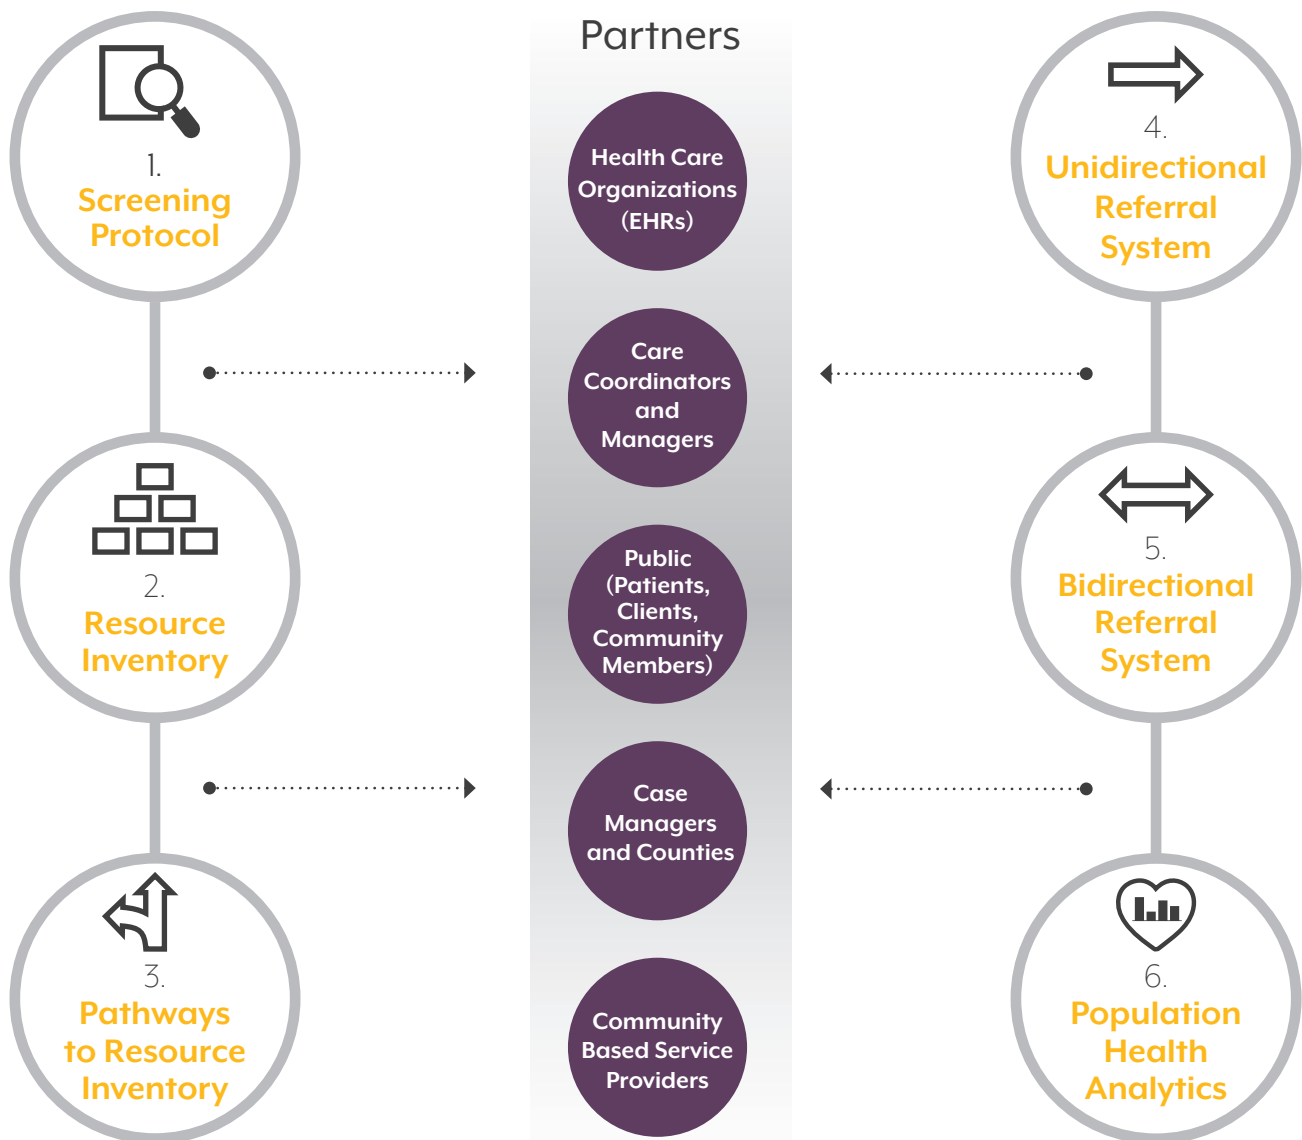 1.
Screening
Protocol
2.
Resource
Inventory
3.
Pathways
to Resource
Inventory
Partners
Health Care
Organizations
(EHRs)
Care
Coordinators
and
Managers
Public
(Patients,
Clients,
Community
Members)
Case
Managers
and Counties
Community
Based Service
Providers
4.
Unidirectional
Referral
System
5.
Bidirectional
Referral
System
6.
Population
Health
Analytics